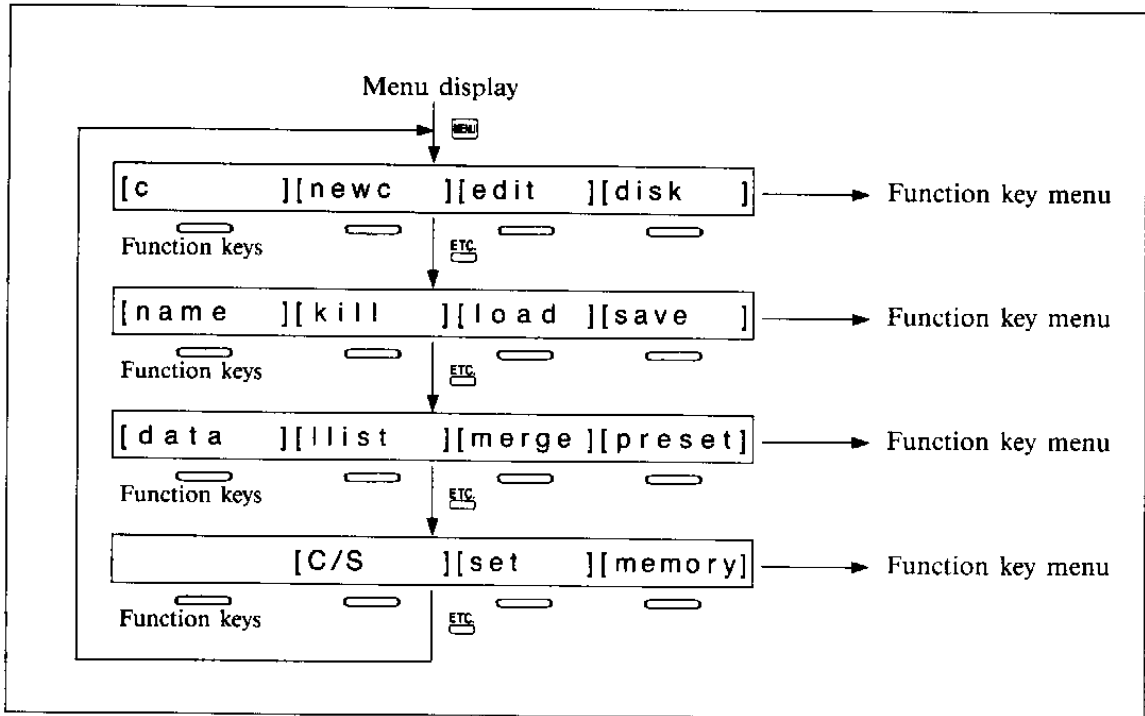 Menu display
MENU
[c ][newc ][edit ][disk ] Function key menu
Function keys
ETC.
[name ][kill ][load ][save ] Function key menu
Function keys
ETC.
[data ][llist ][merge ][preset] Function key menu
Function keys
ETC.
[C/S ][set ][memory] Function key menu
Function keys
ETC.